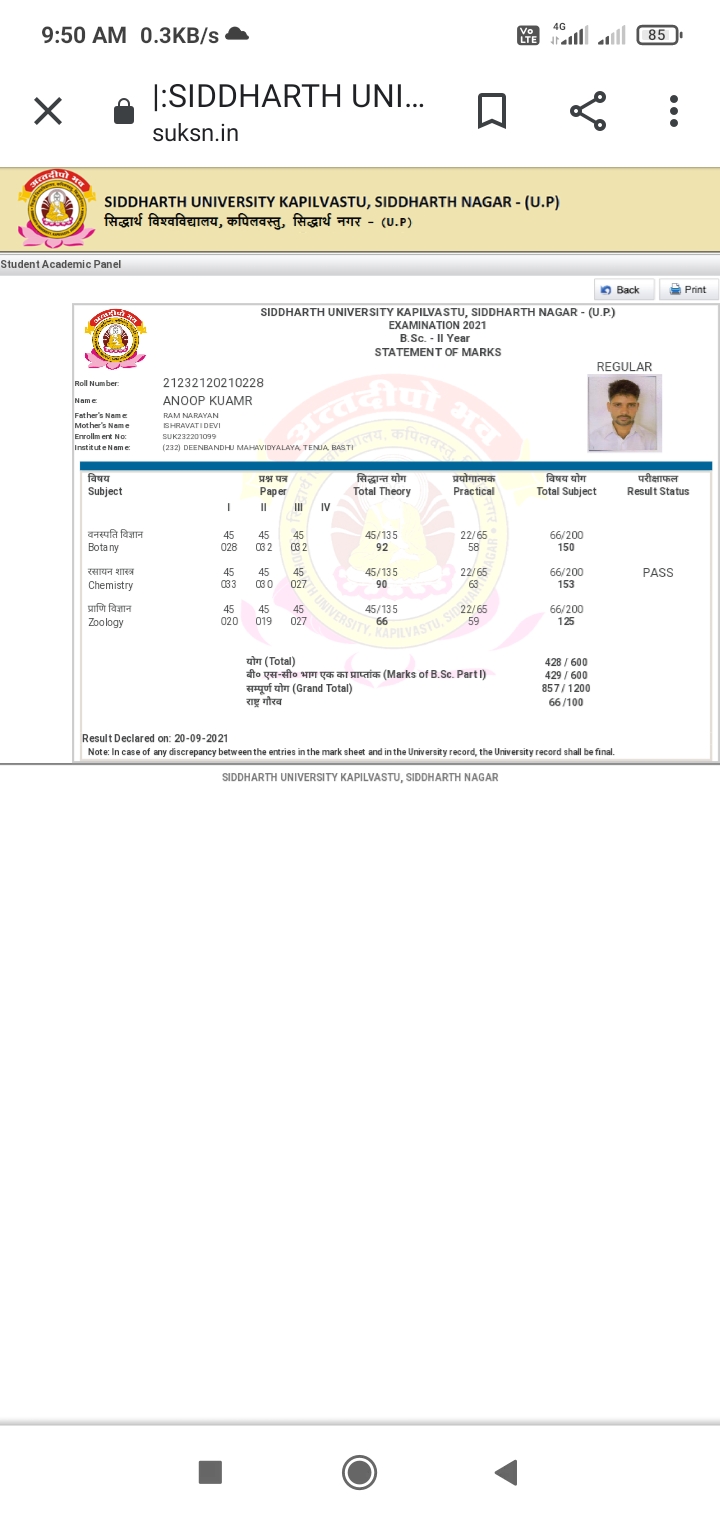 9:50 AM 0.3KB/s
Vo LTE 4G 85
|:SIDDHARTH UNI...
suksn.in
अत्तदीपो भव
SIDDHARTH UNIVERSITY KAPILVASTU, SIDDHARTH NAGAR - (U.P)
सिद्धार्थ विश्वविद्यालय, कपिलवस्तु, सिद्धार्थ नगर - (U.P)
Student Academic Panel
Back Print
SIDDHARTH UNIVERSITY KAPILVASTU, SIDDHARTH NAGAR - (U.P.)
EXAMINATION 2021
B.Sc. - II Year
STATEMENT OF MARKS
REGULAR
Roll Number: 21232120210228
Name: ANOOP KUAMR
Father's Name: RAM NARAYAN
Mother's Name ISHRAVATI DEVI
Enrollment No: SUK232201099
Institute Name: (232) DEENBANDHU MAHAVIDYALAYA, TENUA, BASTI
विषय प्रश्न पत्र सिद्धान्त योग प्रयोगात्मक विषय योग परीक्षाफल
Subject Paper Total Theory Practical Total Subject Result Status
I II III IV
वनस्पति विज्ञान 45 45 45 45/135 22/65 66/200
Botany 028 032 032 92 58 150
रसायन शास्त्र 45 45 45 45/135 22/65 66/200 PASS
Chemistry 033 030 027 90 63 153
प्राणि विज्ञान 45 45 45 45/135 22/65 66/200
Zoology 020 019 027 66 59 125
योग (Total) 428 / 600
बी० एस-सी० भाग एक का प्राप्तांक (Marks of B.Sc. Part I) 429 / 600
सम्पूर्ण योग (Grand Total) 857 / 1200
राष्ट्र गौरव 66 /100
Result Declared on: 20-09-2021
Note: In case of any discrepancy between the entries in the mark sheet and in the University record, the University record shall be final.
SIDDHARTH UNIVERSITY KAPILVASTU, SIDDHARTH NAGAR